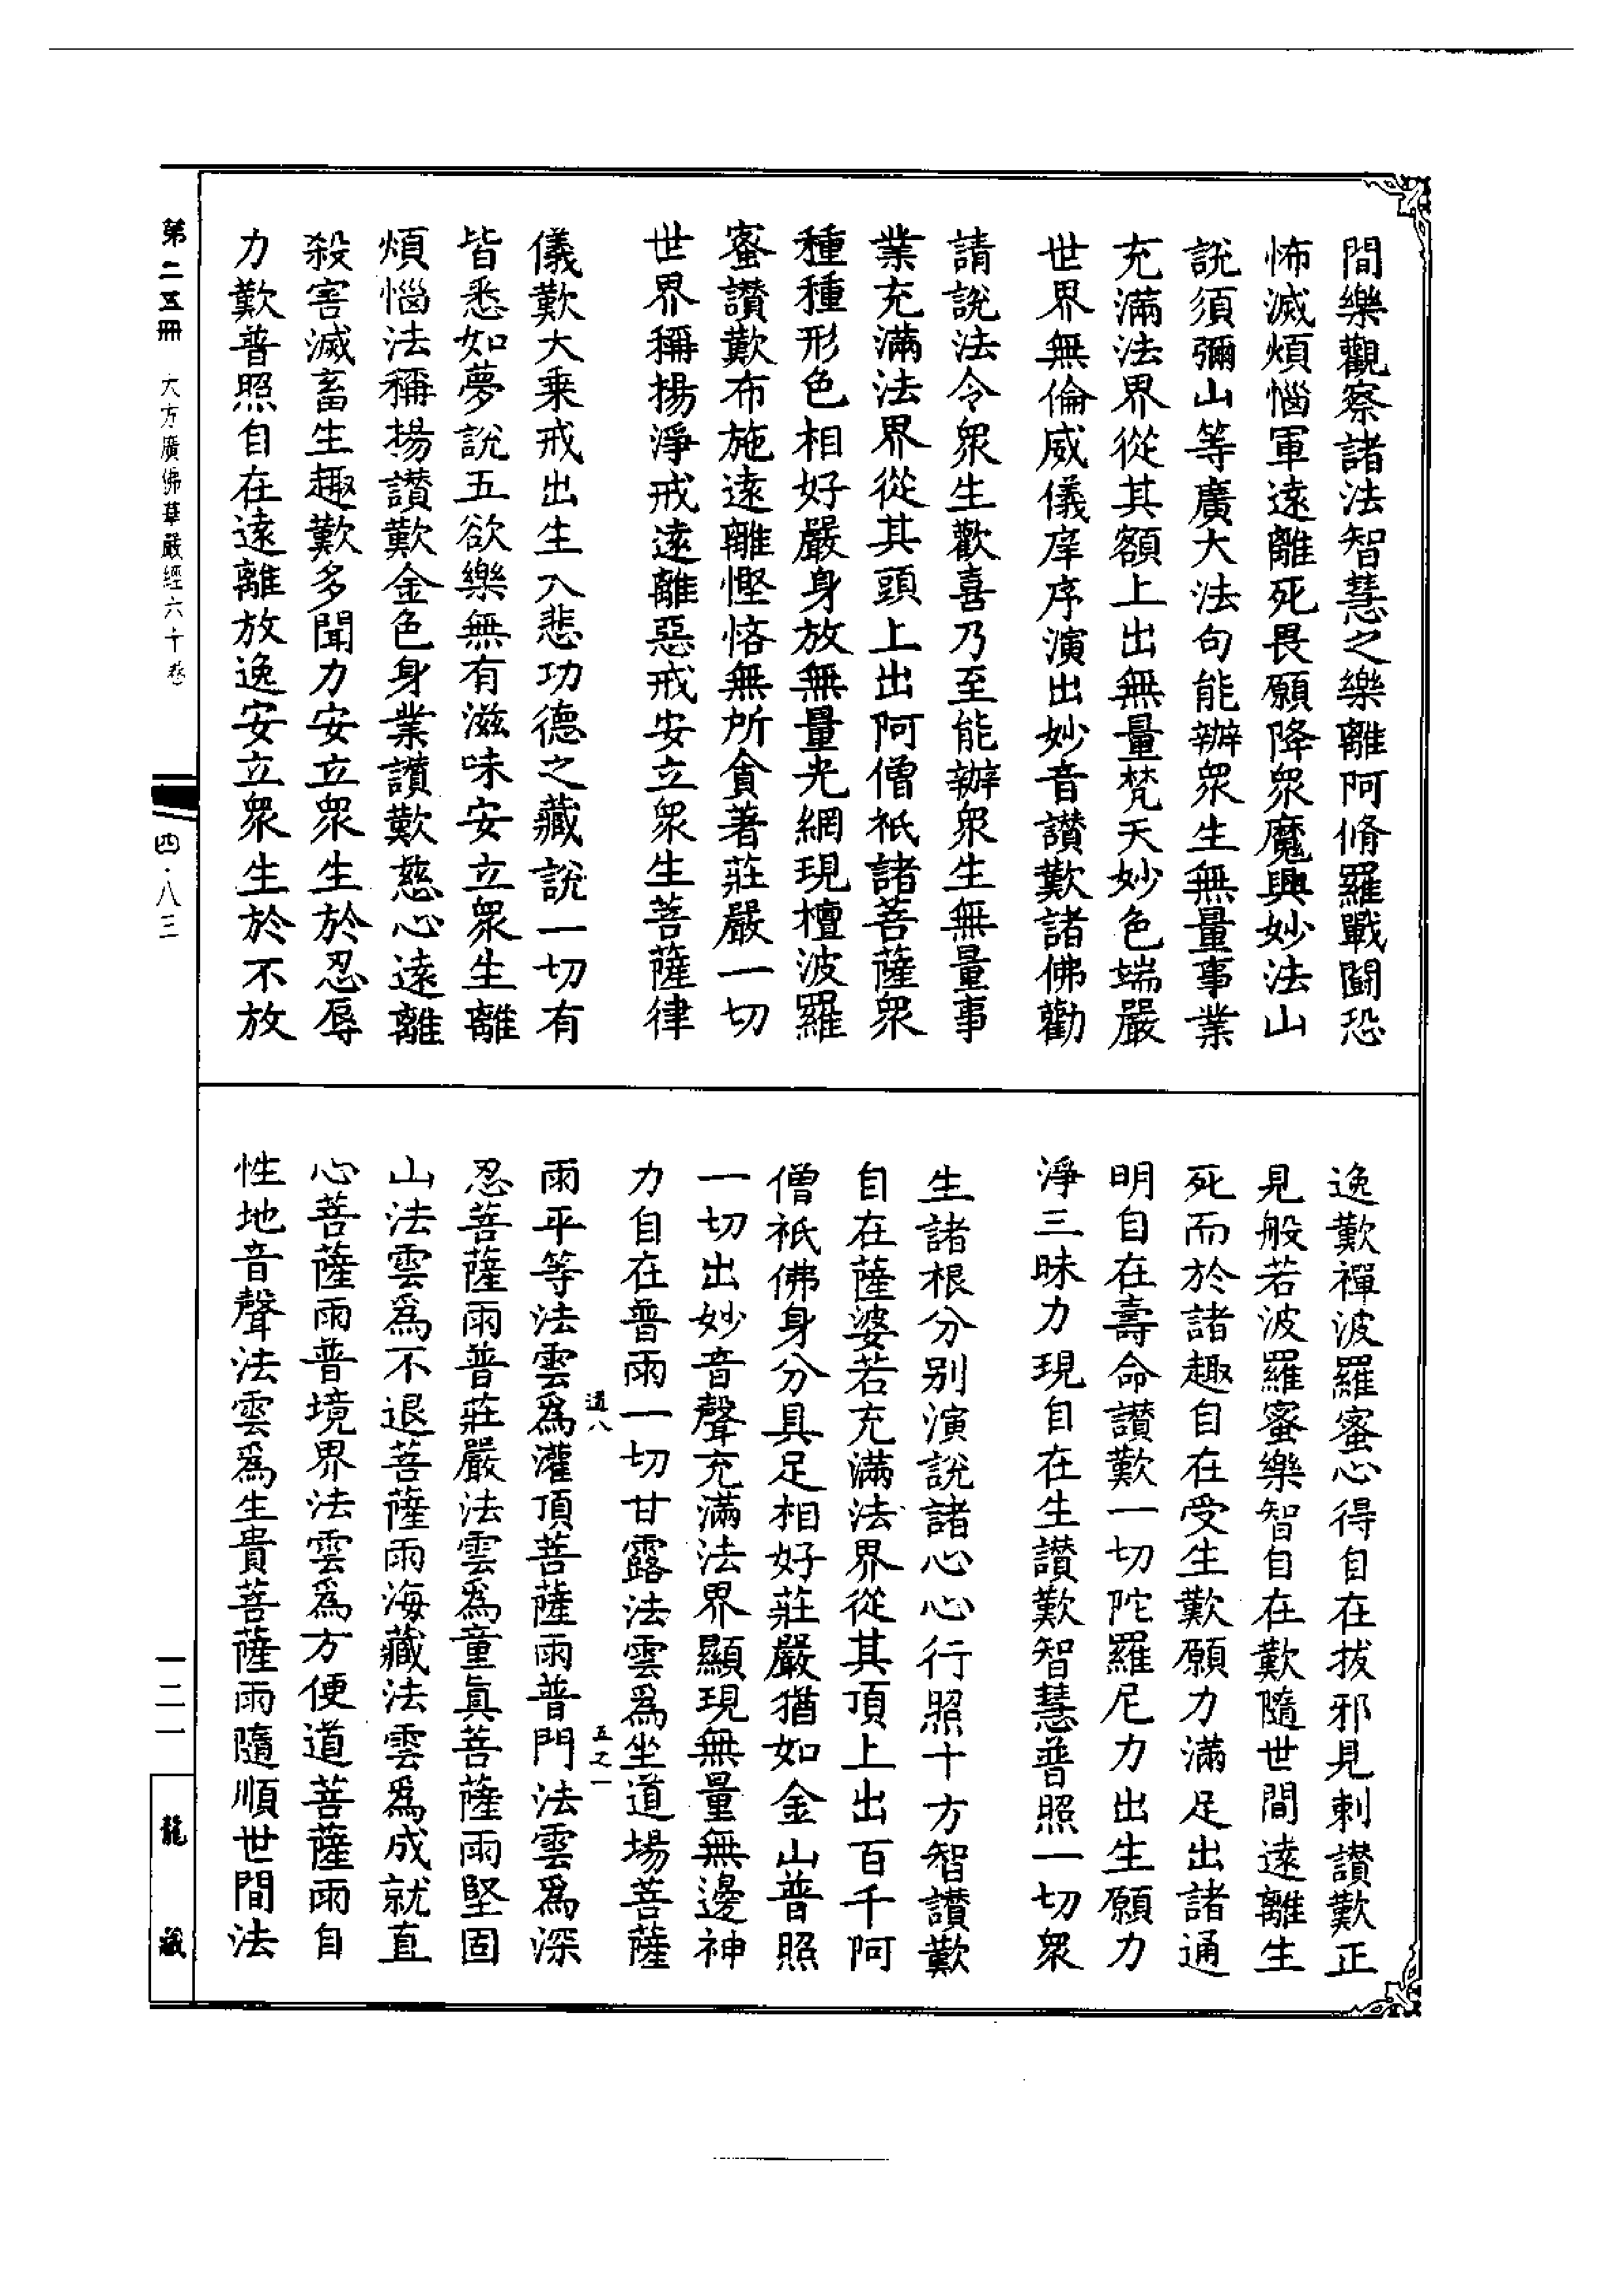 間樂觀察諸法智慧之樂離阿脩羅戰鬪恐
怖滅煩惱軍遠離死畏願降衆魔興妙法山
說須彌山等廣大法句能辦衆生無量事業
充滿法界從其額上出無量梵天妙色端嚴
世界無倫威儀庠序演出妙音讚歎諸佛勸
請說法令衆生歡喜乃至能辦衆生無量事
業充滿法界從其頭上出阿僧祇諸菩薩衆
種種形色相好嚴身放無量光網現檀波羅
蜜讚歎布施遠離慳悋無所貪著莊嚴一切
世界稱揚淨戒遠離惡戒安立衆生菩薩律
儀歎大乘戒出生入悲功德之藏說一切有
皆悉如夢說五欲樂無有滋味安立衆生離
煩惱法稱揚讚歎金色身業讚歎慈心遠離
殺害滅畜生趣歎多聞力安立衆生於忍辱
力歎普照自在遠離放逸安立衆生於不放
逸歎禪波羅蜜心得自在拔邪見刺讚歎正
見般若波羅蜜樂智自在歎隨世間遠離生
死而於諸趣自在受生歎願力滿足出諸通
明自在壽命讚歎一切陀羅尼力出生願力
淨三昧力現自在生讚歎智慧普照一切衆
生諸根分別演說諸心心行照十方智讚歎
自在薩婆若充滿法界從其頂上出百千阿
僧祇佛身分具足相好莊嚴猶如金山普照
一切出妙音聲充滿法界顯現無量無邊神
力自在普雨一切甘露法雲爲坐道場菩薩
道八 五之一
雨平等法雲爲灌頂菩薩雨普門法雲爲深
忍菩薩雨普莊嚴法雲爲童眞菩薩雨堅固
山法雲爲不退菩薩雨海藏法雲爲成就直
心菩薩雨普境界法雲爲方便道菩薩雨自
性地音聲法雲爲生貴菩薩雨隨順世間法
第二五冊 大方廣佛華嚴經六十卷
四·八三
一二一
龍藏